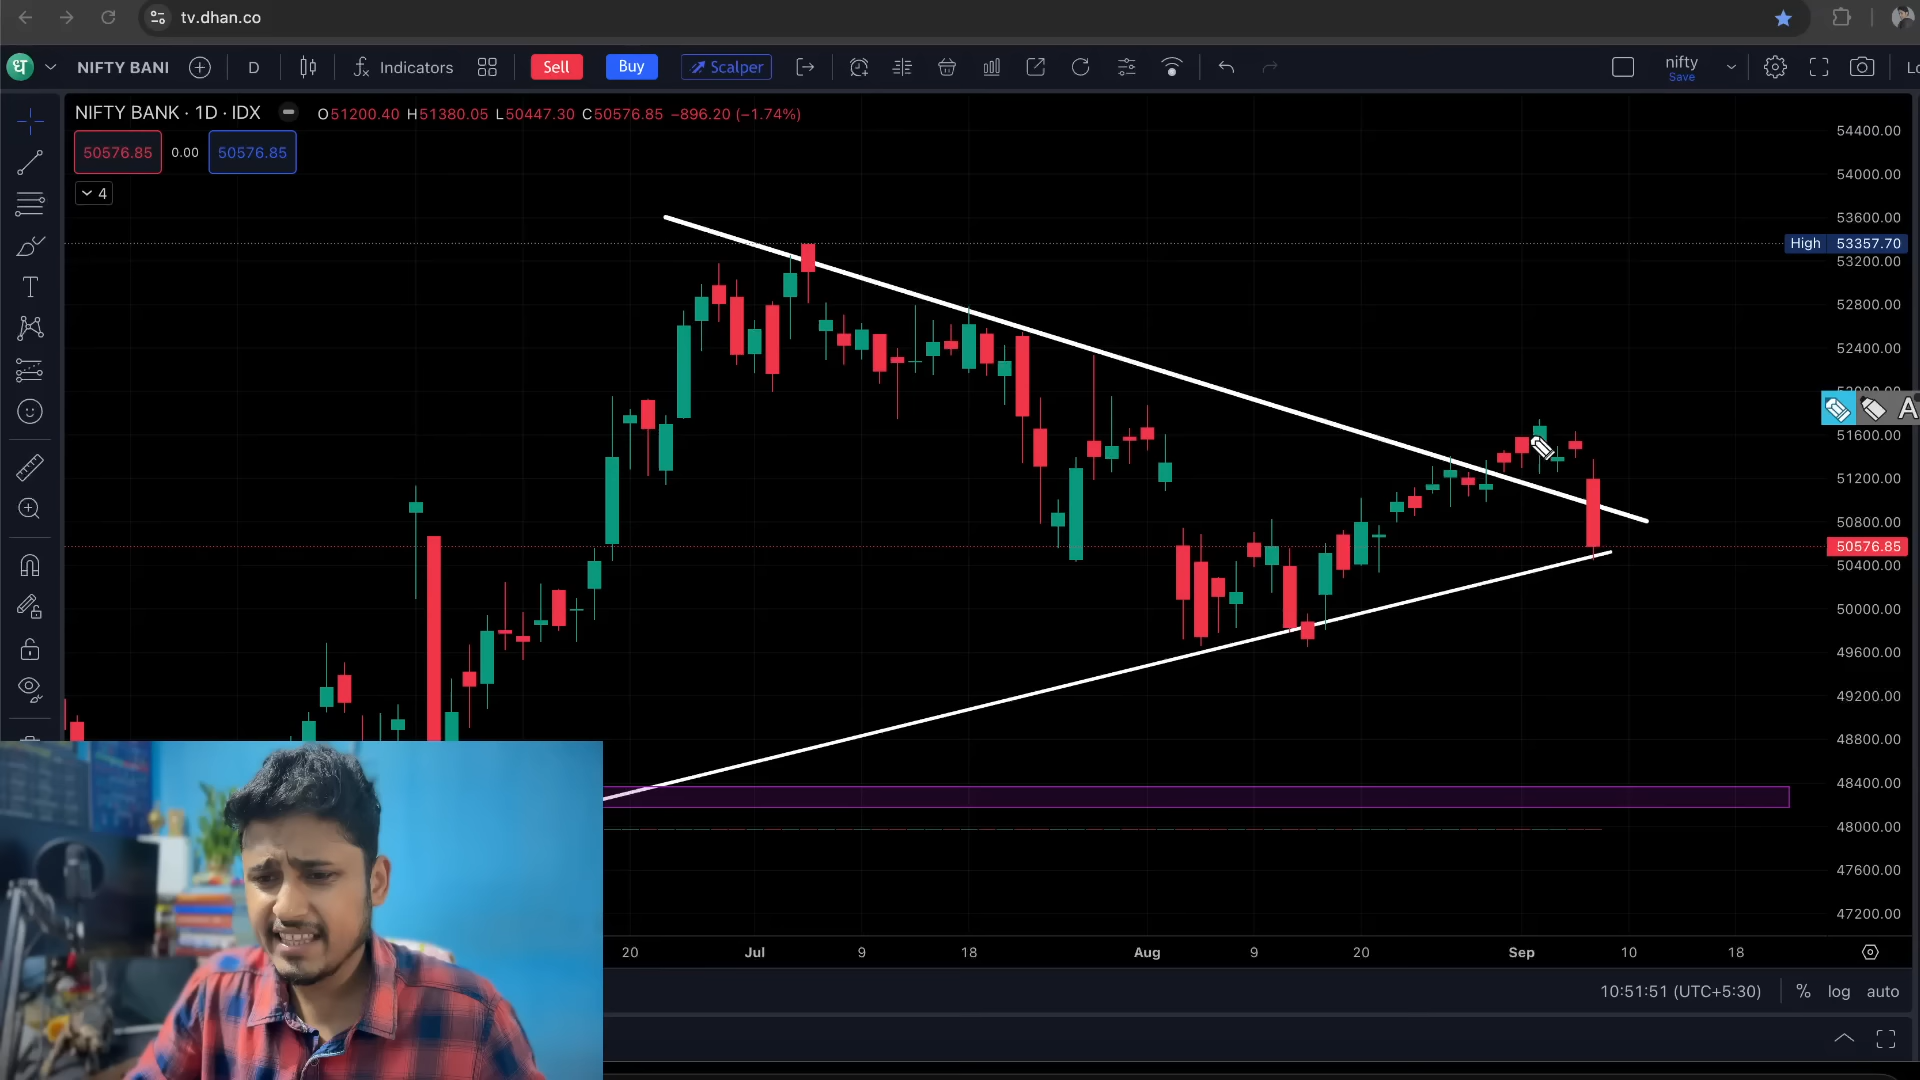 tv.dhan.co
ध NIFTY BANI D Indicators Sell Buy Scalper nifty Save Lo
NIFTY BANK · 1D · IDX O51200.40 H51380.05 L50447.30 C50576.85 −896.20 (−1.74%)
50576.85 0.00 50576.85
4
54400.00
54000.00
53600.00
High 53357.70
53200.00
52800.00
52400.00
52000.00
A
51600.00
51200.00
50800.00
50576.85
50400.00
50000.00
49600.00
49200.00
48800.00
48400.00
48000.00
47600.00
47200.00
20 Jul 9 18 Aug 9 20 Sep 10 18
10:51:51 (UTC+5:30) % log auto